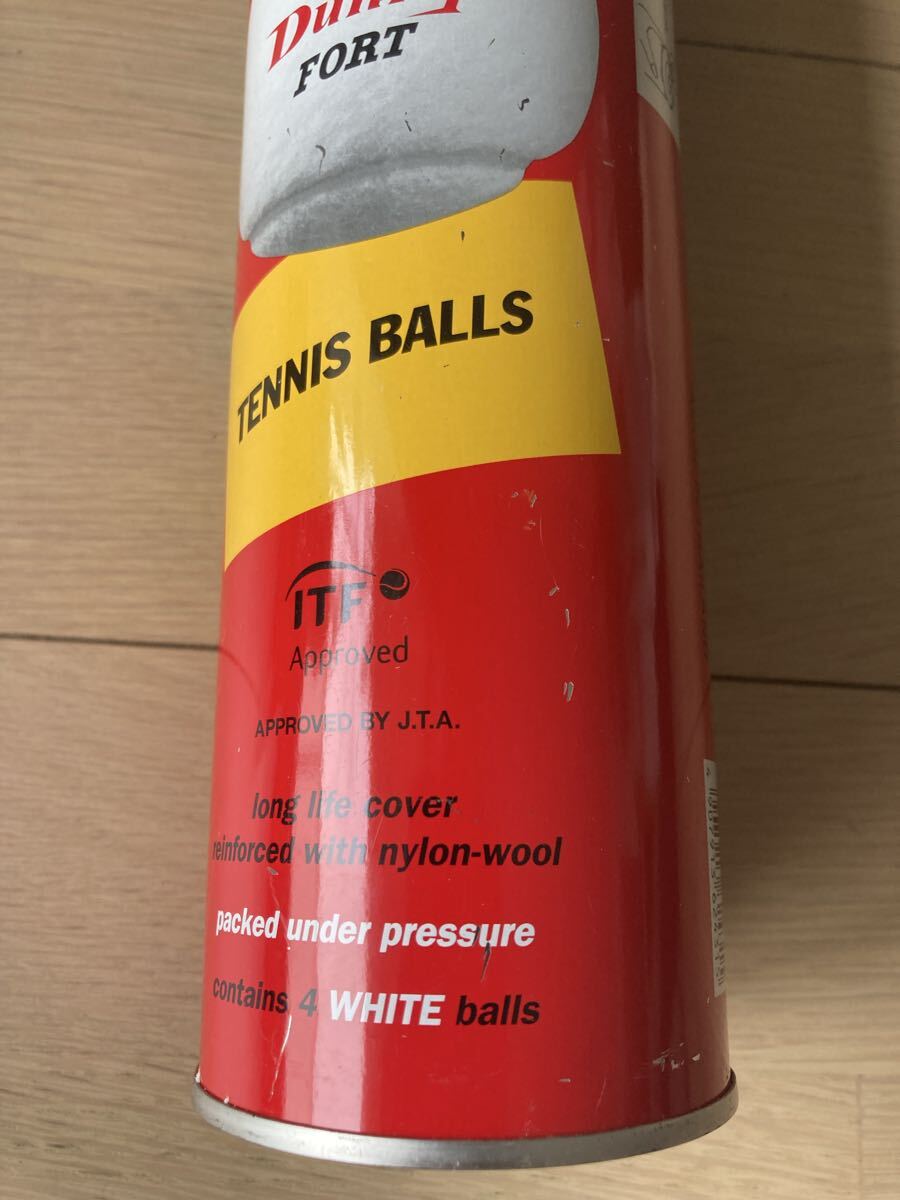 FORT
TENNIS BALLS
ITF
Approved
APPROVED BY J.T.A.
long life cover
reinforced with nylon-wool
packed under pressure
contains 4 WHITE balls